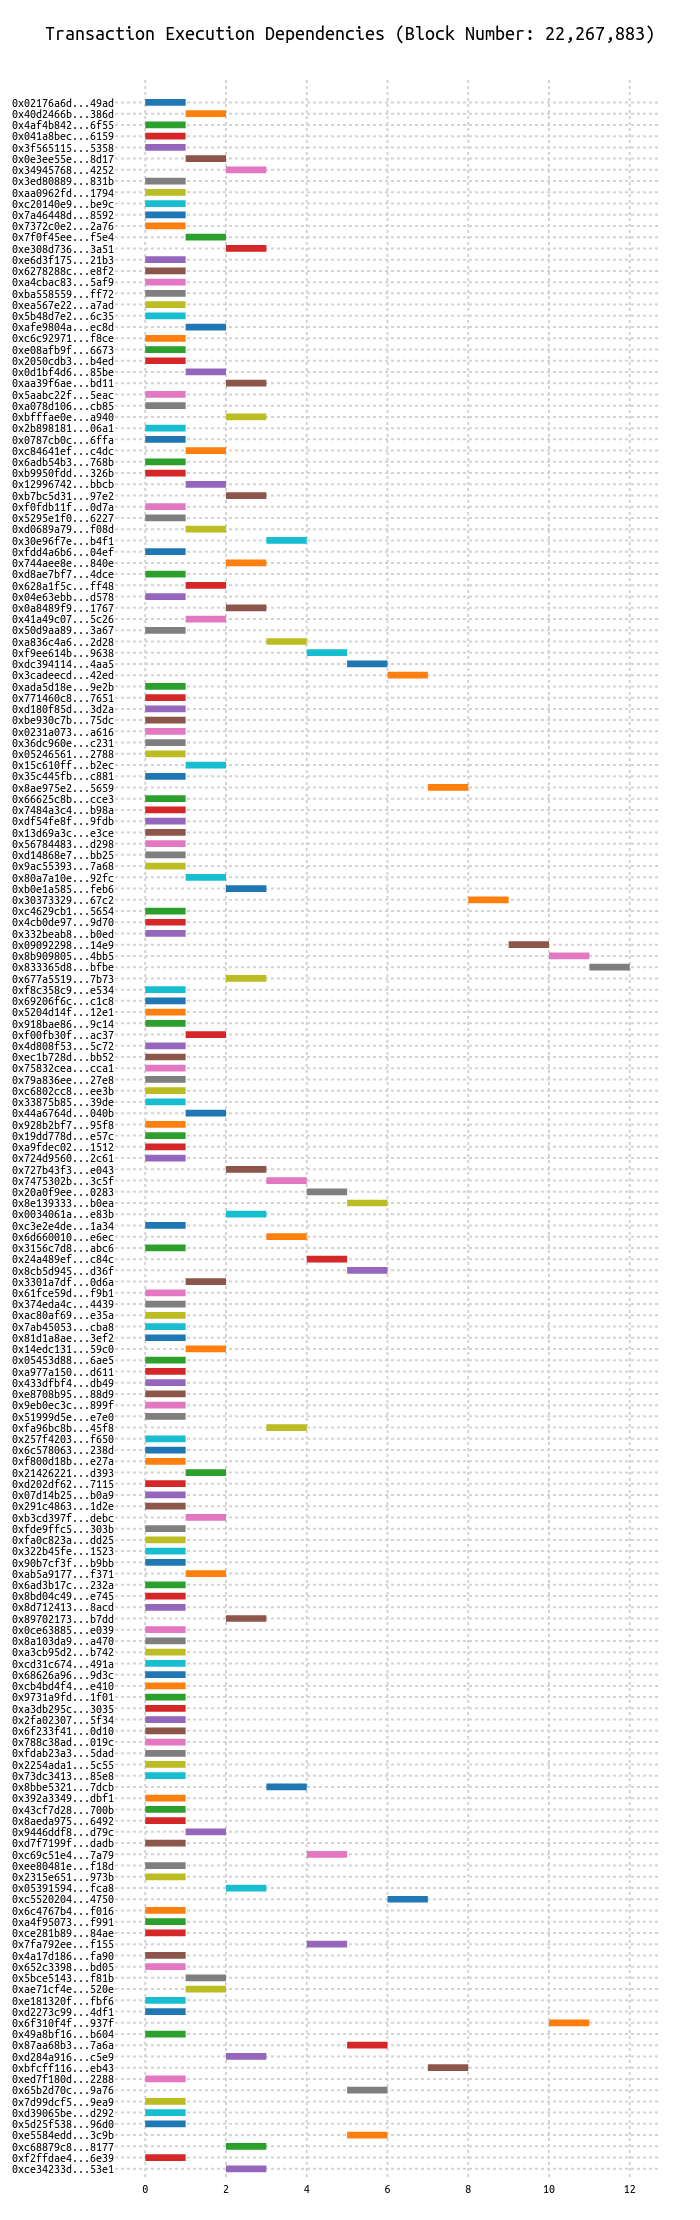 Transaction Execution Dependencies (Block Number: 22,267,883)
0x02176a6d...49ad
0x40d2466b...386d
0x4af4b842...6f55
0x041a8bec...6159
0x3f565115...5358
0x0e3ee55e...8d17
0x34945768...4252
0x3ed80889...831b
0xaa0962fd...1794
0xc20140e9...be9c
0x7a46448d...8592
0x7372c0e2...2a76
0x7f0f45ee...f5e4
0xe308d736...3a51
0xe6d3f175...21b3
0x6278288c...e8f2
0xa4cbac83...5af9
0xba558559...ff72
0xea567e22...a7ad
0x5b48d7e2...6c35
0xafe9804a...ec8d
0xc6c92971...f8ce
0xe08afb9f...6673
0x2050cdb3...b4ed
0x0d1bf4d6...85be
0xaa39f6ae...bd11
0x5aabc22f...5eac
0xa078d106...cb85
0xbfffae0e...a940
0x2b898181...06a1
0x0787cb0c...6ffa
0xc84641ef...c4dc
0x6adb54b3...768b
0xb9950fdd...326b
0x12996742...bbcb
0xb7bc5d31...97e2
0xf0fdb11f...0d7a
0x5295e1f0...6227
0xd0689a79...f08d
0x30e96f7e...b4f1
0xfdd4a6b6...04ef
0x744aee8e...840e
0xd8ae7bf7...4dce
0x628a1f5c...ff48
0x04e63ebb...d578
0x0a8489f9...1767
0x41a49c07...5c26
0x50d9aa89...3a67
0xa836c4a6...2d28
0xf9ee614b...9638
0xdc394114...4aa5
0x3cadeecd...42ed
0xada5d18e...9e2b
0x771460c8...7651
0xd180f85d...3d2a
0xbe930c7b...75dc
0x0231a073...a616
0x36dc960e...c231
0x05246561...2788
0x15c610ff...b2ec
0x35c445fb...c881
0x8ae975e2...5659
0x66625c8b...cce3
0x7484a3c4...b98a
0xdf54fe8f...9fdb
0x13d69a3c...e3ce
0x56784483...d298
0xd14868e7...bb25
0x9ac55393...7a68
0x80a7a10e...92fc
0xb0e1a585...feb6
0x30373329...67c2
0xc4629cb1...5654
0x4cb0de97...9d70
0x332beab8...b0ed
0x09092298...14e9
0x8b909805...4bb5
0x833365d8...bfbe
0x677a5519...7b73
0xf8c358c9...e534
0x69206f6c...c1c8
0x5204d14f...12e1
0x918bae86...9c14
0xf00fb30f...ac37
0x4d808f53...5c72
0xec1b728d...bb52
0x75832cea...cca1
0x79a836ee...27e8
0xc6802cc8...ee3b
0x33875b85...39de
0x44a6764d...040b
0x928b2bf7...95f8
0x19dd778d...e57c
0xa9fdec02...1512
0x724d9560...2c61
0x727b43f3...e043
0x7475302b...3c5f
0x20a0f9ee...0283
0x8e139333...b0ea
0x0034061a...e83b
0xc3e2e4de...1a34
0x6d660010...e6ec
0x3156c7d8...abc6
0x24a489ef...c84c
0x8cb5d945...d36f
0x3301a7df...0d6a
0x61fce59d...f9b1
0x374eda4c...4439
0xac80af69...e35a
0x7ab45053...cba8
0x81d1a8ae...3ef2
0x14edc131...59c0
0x05453d88...6ae5
0xa977a150...d611
0x433dfbf4...db49
0xe8708b95...88d9
0x9eb0ec3c...899f
0x51999d5e...e7e0
0xfa96bc8b...45f8
0x257f4203...f650
0x6c578063...238d
0xf800d18b...e27a
0x21426221...d393
0xd202df62...7115
0x07d14b25...b0a9
0x291c4863...1d2e
0xb3cd397f...debc
0xfde9ffc5...303b
0xfa0c823a...dd25
0x322b45fe...1523
0x90b7cf3f...b9bb
0xab5a9177...f371
0x6ad3b17c...232a
0x8bd04c49...e745
0x8d712413...8acd
0x89702173...b7dd
0x0ce63885...e039
0x8a103da9...a470
0xa3cb95d2...b742
0xcd31c674...491a
0x68626a96...9d3c
0xcb4bd4f4...e410
0x9731a9fd...1f01
0xa3db295c...3035
0x2fa02307...5f34
0x6f233f41...0d10
0x788c38ad...019c
0xfdab23a3...5dad
0x2254ada1...5c55
0x73dc3413...85e8
0x8bbe5321...7dcb
0x392a3349...dbf1
0x43cf7d28...700b
0x8aeda975...6492
0x9446ddf8...d79c
0xd7f7199f...dadb
0xc69c51e4...7a79
0xee80481e...f18d
0x2315e651...973b
0x05391594...fca8
0xc5520204...4750
0x6c4767b4...f016
0xa4f95073...f991
0xce281b89...84ae
0x7fa792ee...f155
0x4a17d186...fa90
0x652c3398...bd05
0x5bce5143...f81b
0xae71cf4e...520e
0xe181320f...fbf6
0xd2273c99...4df1
0x6f310f4f...937f
0x49a8bf16...b604
0x87aa68b3...7a6a
0xd284a916...c5e9
0xbfcff116...eb43
0xed7f180d...2288
0x65b2d70c...9a76
0x7d99dcf5...9ea9
0xd39065be...d292
0x5d25f538...96d0
0xe5584edd...3c9b
0xc68879c8...8177
0xf2ffdae4...6e39
0xce34233d...53e1
0 2 4 6 8 10 12